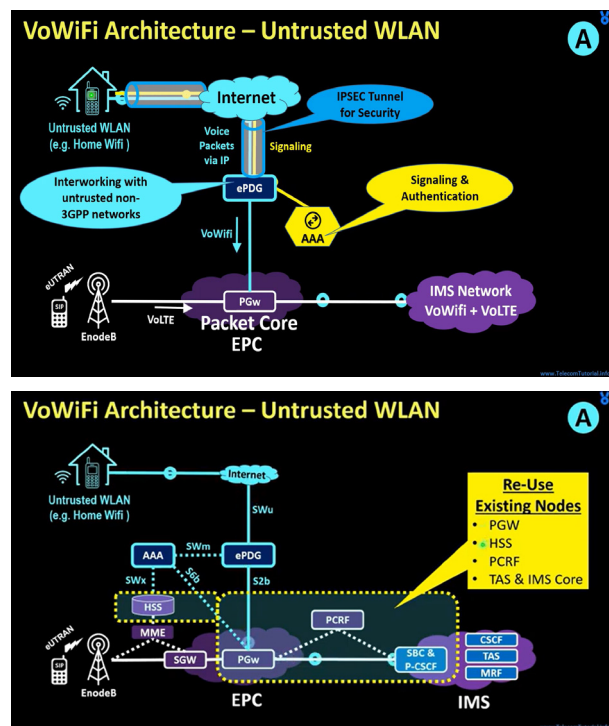 VoWiFi Architecture – Untrusted WLAN
A
Internet
IPSEC Tunnel
for Security
Untrusted WLAN
(e.g. Home Wifi )
Voice
Packets
via IP
Signaling
Interworking with
untrusted non-
3GPP networks
ePDG
Signaling &
Authentication
AAA
VoWifi
eUTRAN
SIP
EnodeB
VoLTE
PGw
Packet Core
EPC
IMS Network
VoWifi + VoLTE
www.TelecomTutorial.info
VoWiFi Architecture – Untrusted WLAN
A
Internet
Untrusted WLAN
(e.g. Home Wifi )
SWu
Re-Use
Existing Nodes
• PGW
• HSS
• PCRF
• TAS & IMS Core
AAA
SWm
ePDG
SWx
S6b
S2b
HSS
MME
PCRF
eUTRAN
SIP
EnodeB
SGW
PGw
SBC &
P-CSCF
CSCF
TAS
MRF
EPC
IMS